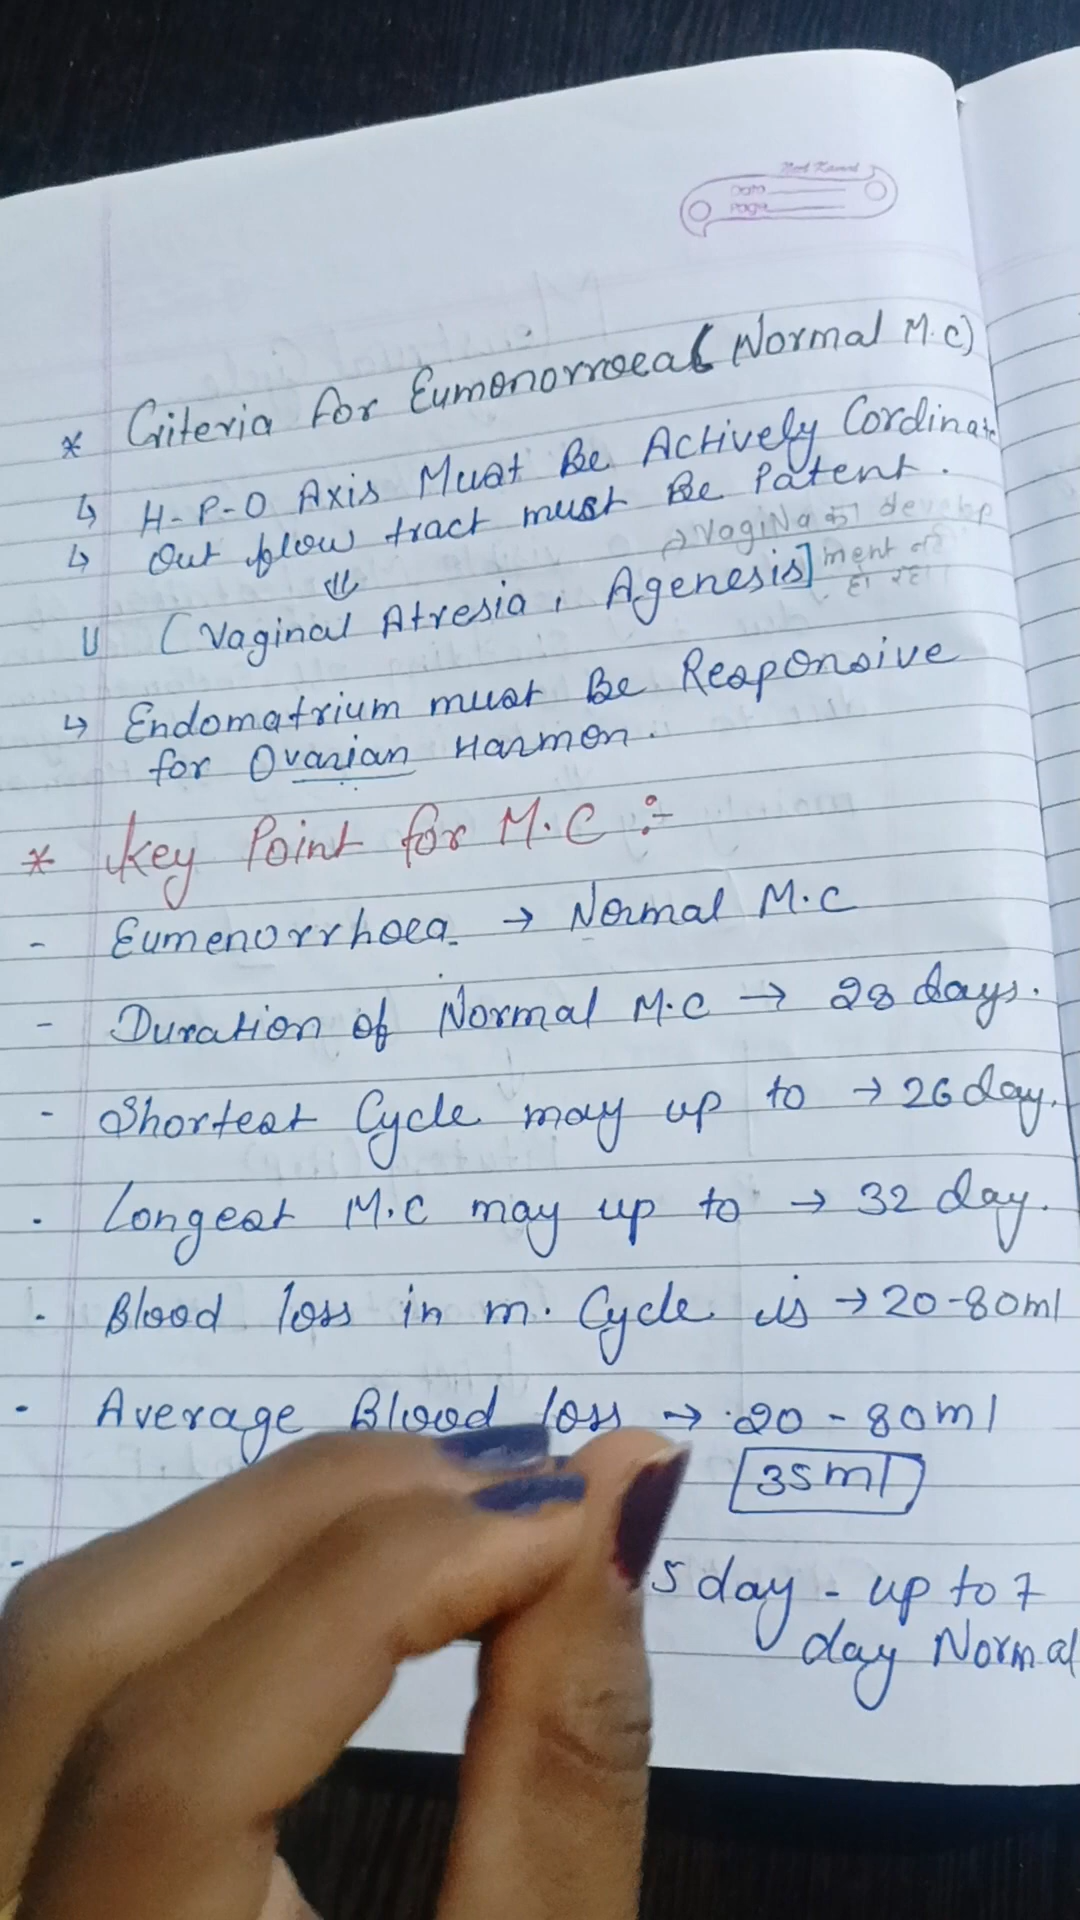 Date
Page
* Criteria for Eumonorroea ( Normal M.C)
↳ H-P-O Axis Must Be Actively Cordinate
↳ Out flow tract must Be Patent.
→ VagiNa का develop
ment नहीं
हो रहा
[Vaginal Atresia, Agenesis]
↳ Endomatrium must Be Responsive
for Ovarian Harmon.
* Key Point for M.C :-
- Eumenorrhoea → Normal M.C
- Duration of Normal M.C → 28 days.
- Shortest Cycle may up to → 26 day.
- Longest M.C may up to → 32 day.
- Blood loss in m. Cycle is → 20-80ml
- Average Blood loss → 20 - 80ml
35ml
5 day - up to 7
day Normal